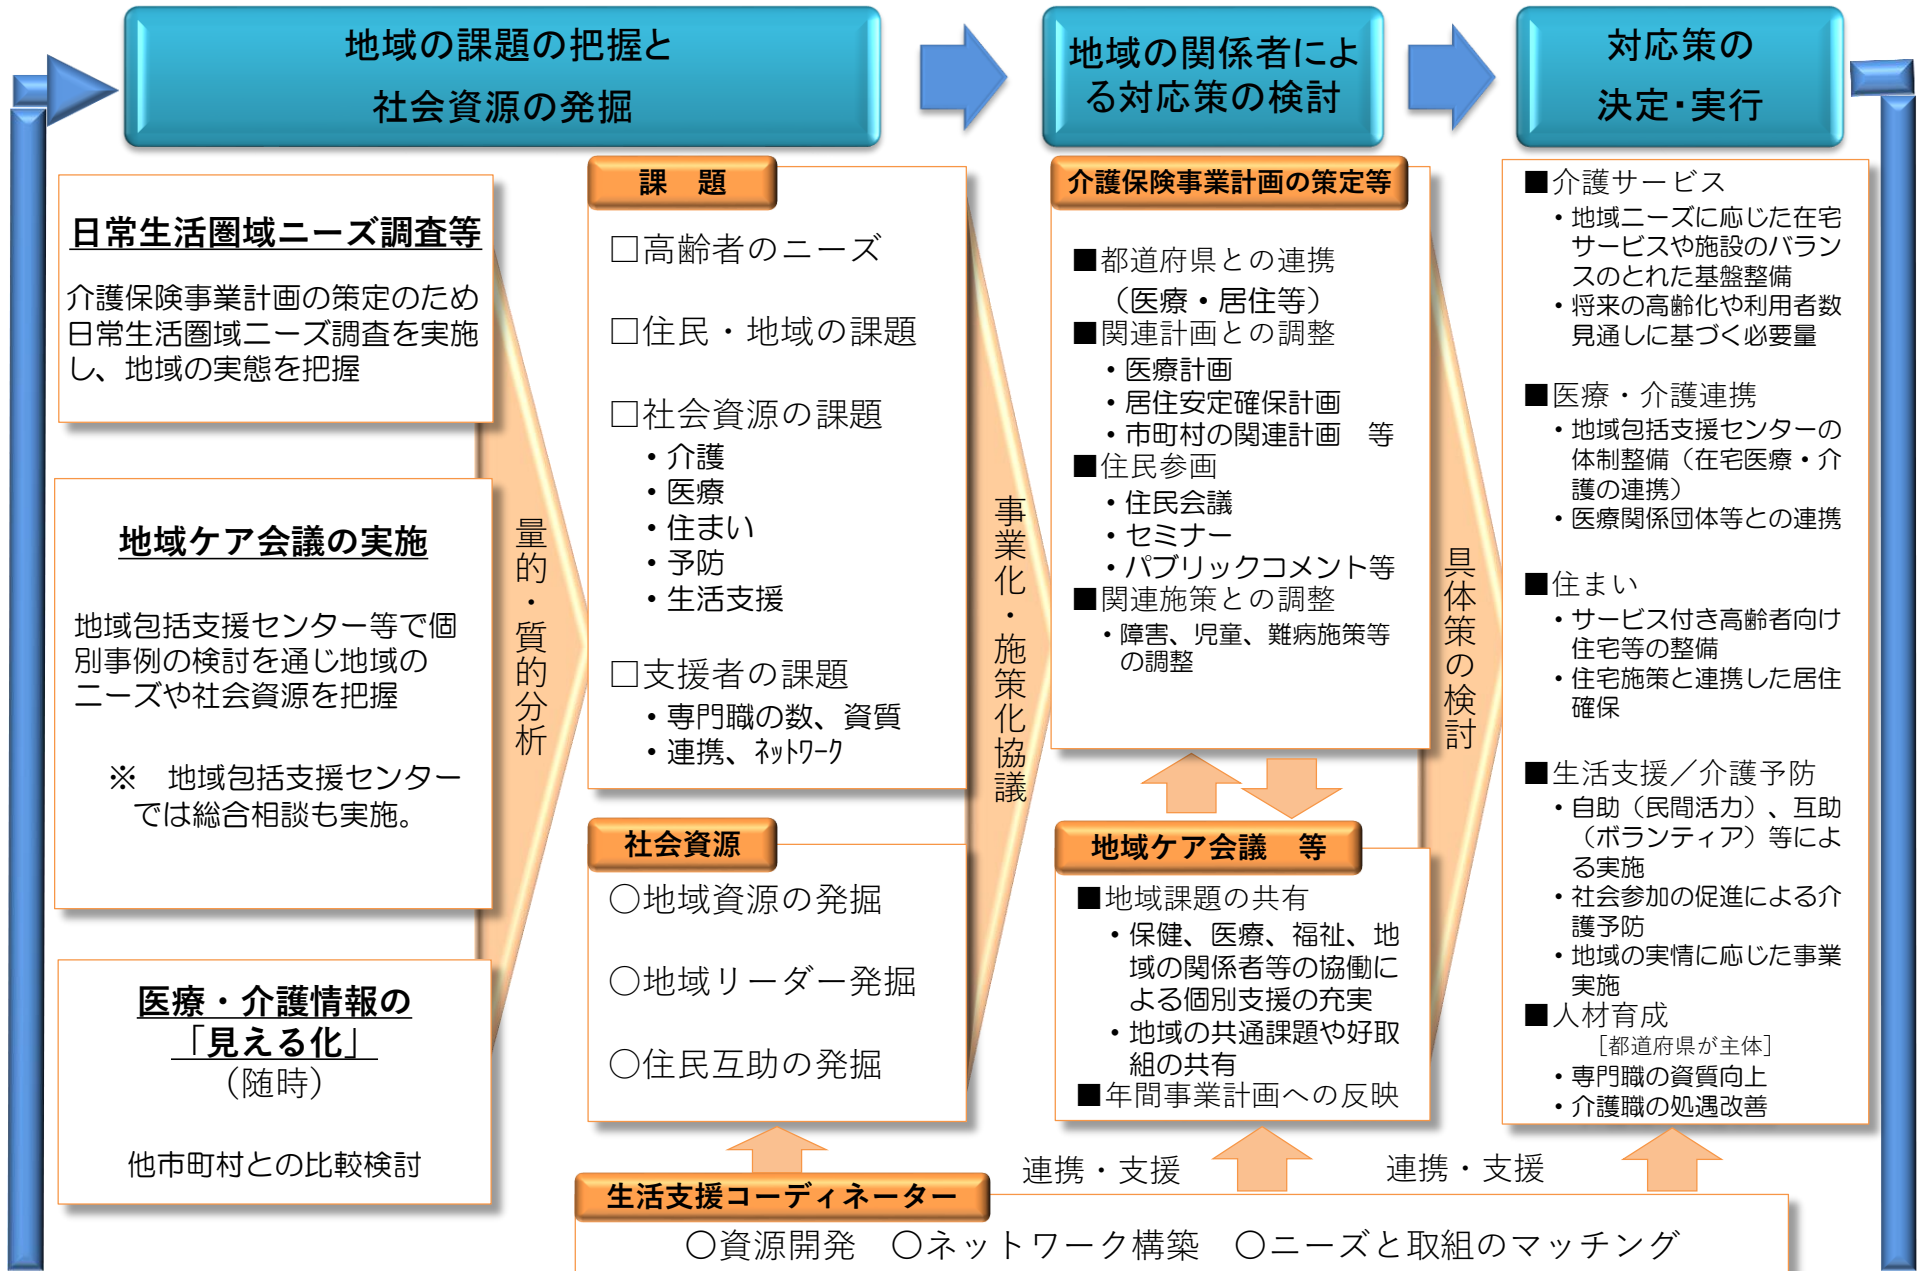 地域の課題の把握と
社会資源の発掘
地域の関係者によ
る対応策の検討
対応策の
決定・実行
日常生活圏域ニーズ調査等
介護保険事業計画の策定のため
日常生活圏域ニーズ調査を実施
し、地域の実態を把握
地域ケア会議の実施
地域包括支援センター等で個
別事例の検討を通じ地域の
ニーズや社会資源を把握
※　地域包括支援センター
では総合相談も実施。
医療・介護情報の
「見える化」
（随時）
他市町村との比較検討
量的・質的分析
課　題
□高齢者のニーズ
□住民・地域の課題
□社会資源の課題
・介護
・医療
・住まい
・予防
・生活支援
□支援者の課題
・専門職の数、資質
・連携、ﾈｯﾄﾜｰｸ
社会資源
○地域資源の発掘
○地域リーダー発掘
○住民互助の発掘
事業化・施策化協議
介護保険事業計画の策定等
■都道府県との連携
（医療・居住等）
■関連計画との調整
・医療計画
・居住安定確保計画
・市町村の関連計画　等
■住民参画
・住民会議
・セミナー
・パブリックコメント等
■関連施策との調整
・障害、児童、難病施策等
の調整
地域ケア会議　等
■地域課題の共有
・保健、医療、福祉、地
域の関係者等の協働に
よる個別支援の充実
・地域の共通課題や好取
組の共有
■年間事業計画への反映
具体策の検討
■介護サービス
・地域ニーズに応じた在宅
サービスや施設のバラン
スのとれた基盤整備
・将来の高齢化や利用者数
見通しに基づく必要量
■医療・介護連携
・地域包括支援センターの
体制整備（在宅医療・介
護の連携）
・医療関係団体等との連携
■住まい
・サービス付き高齢者向け
住宅等の整備
・住宅施策と連携した居住
確保
■生活支援／介護予防
・自助（民間活力）、互助
（ボランティア）等によ
る実施
・社会参加の促進による介
護予防
・地域の実情に応じた事業
実施
■人材育成
［都道府県が主体］
・専門職の資質向上
・介護職の処遇改善
連携・支援
連携・支援
生活支援コーディネーター
○資源開発　○ネットワーク構築　○ニーズと取組のマッチング